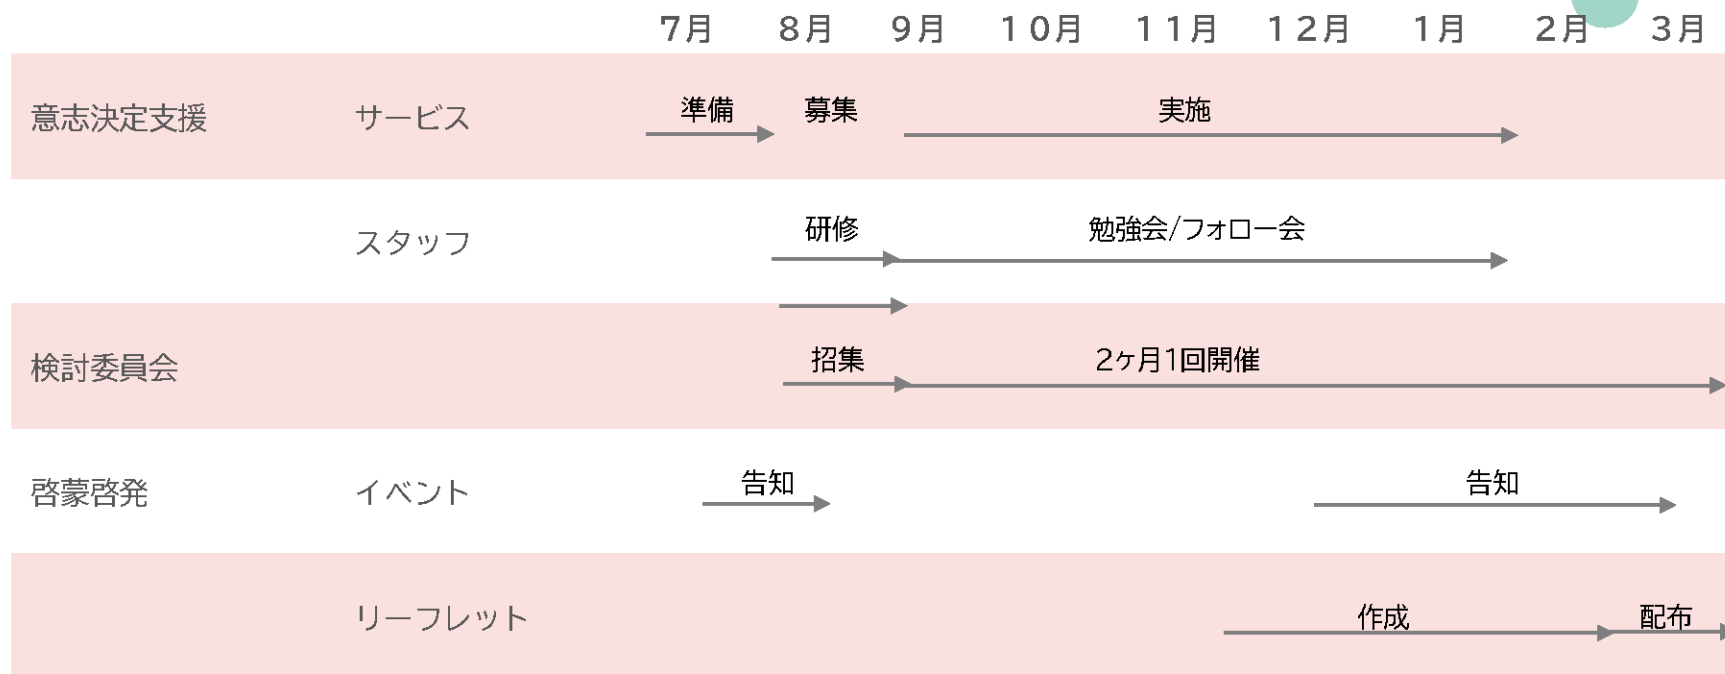 7月 8月 9月 １０月 １１月 １２月 1月 2月 3月
意志決定支援 サービス 準備 募集 実施
スタッフ 研修 勉強会/フォロー会
検討委員会 招集 2ヶ月1回開催
啓蒙啓発 イベント 告知 告知
リーフレット 作成 配布